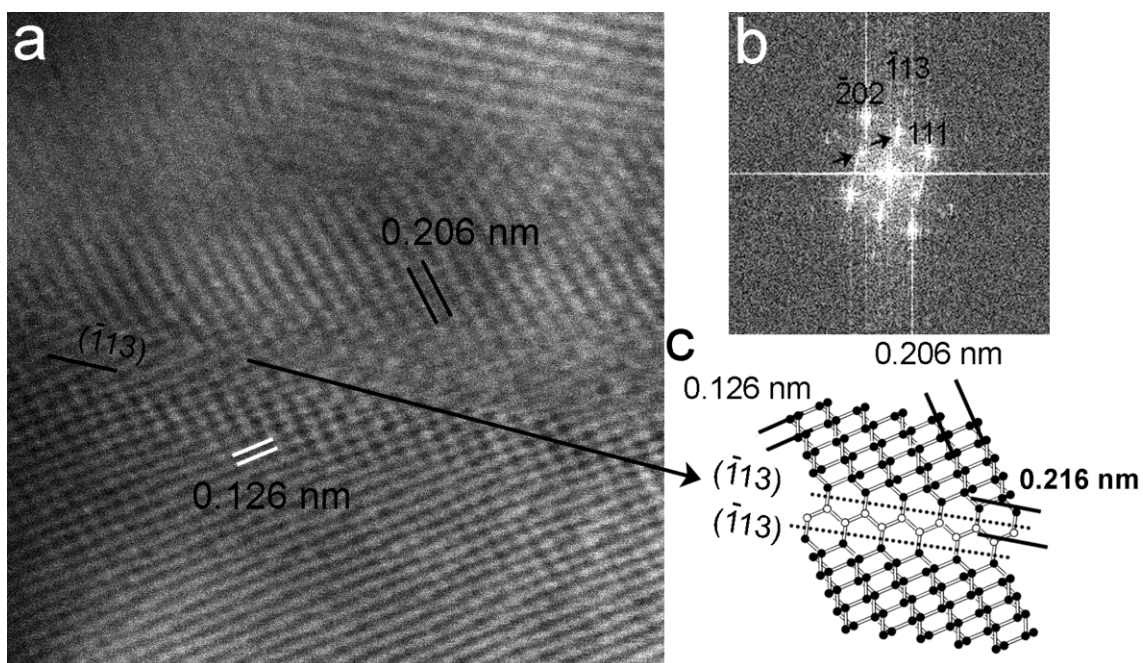 a
0.206 nm
(1̄13)
0.126 nm
b
1̄13
2̄02
111
c
0.206 nm
0.126 nm
(1̄13)
0.216 nm
(1̄13)